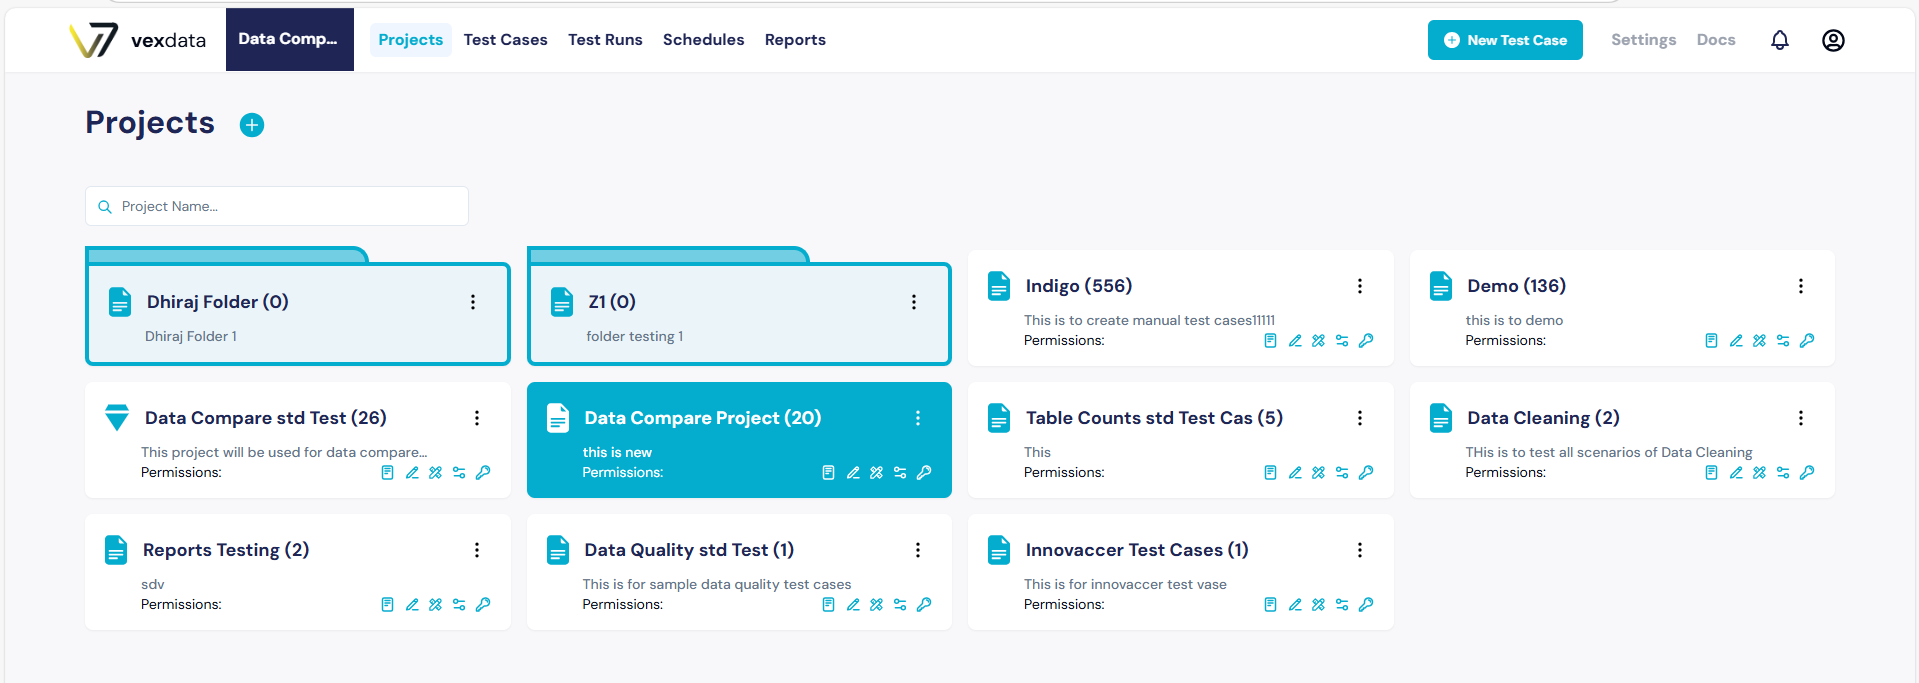 vexdata
Data Comp...
Projects
Test Cases
Test Runs
Schedules
Reports
New Test Case
Settings
Docs
Projects
Project Name...
Dhiraj Folder (0)
Dhiraj Folder 1
Z1 (0)
folder testing 1
Indigo (556)
This is to create manual test cases11111
Permissions:
Demo (136)
this is to demo
Permissions:
Data Compare std Test (26)
This project will be used for data compare...
Permissions:
Data Compare Project (20)
this is new
Permissions:
Table Counts std Test Cas (5)
This
Permissions:
Data Cleaning (2)
THis is to test all scenarios of Data Cleaning
Permissions:
Reports Testing (2)
sdv
Permissions:
Data Quality std Test (1)
This is for sample data quality test cases
Permissions:
Innovaccer Test Cases (1)
This is for innovaccer test vase
Permissions: